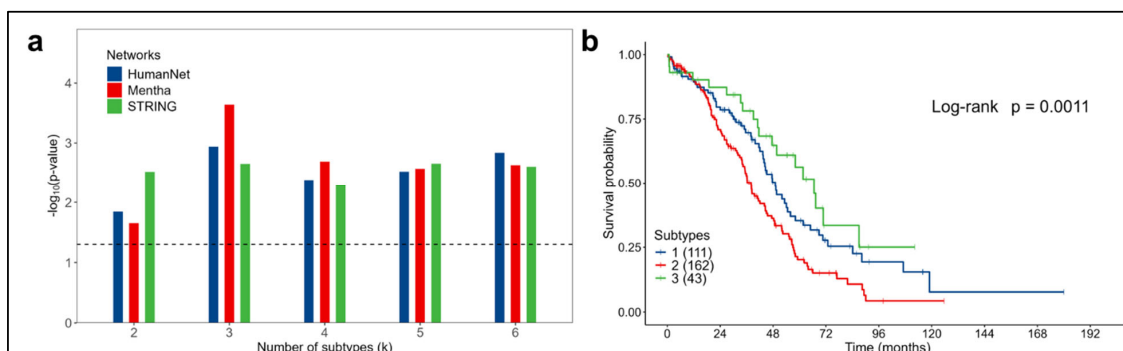 a
Networks
HumanNet
Mentha
STRING
-log₁₀(p-value)
4
3
2
1
0
2 3 4 5 6
Number of subtypes (k)
b
Log-rank p = 0.0011
Survival probability
1.00
0.75
0.50
0.25
0.00
Subtypes
1 (111)
2 (162)
3 (43)
0 24 48 72 96 120 144 168 192
Time (months)